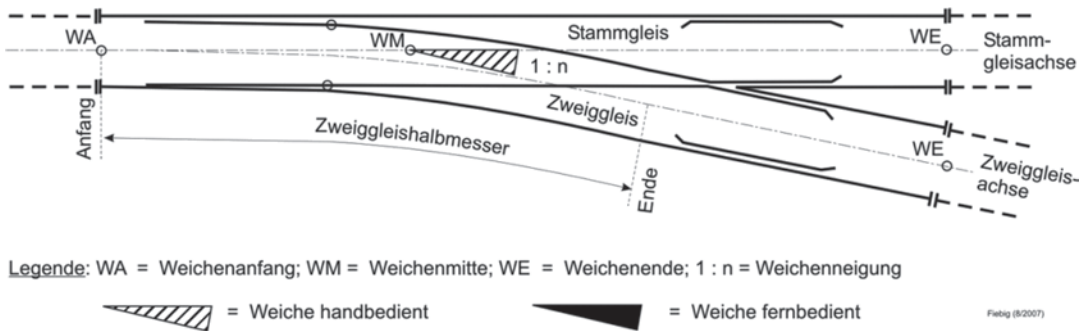 Stammgleis
WA
WM
WE
Stamm-
gleisachse
1 : n
Anfang
Zweiggleis
Zweiggleishalbmesser
WE
Zweggleis-
achse
Ende
Legende: WA = Weichenanfang; WM = Weichenmitte; WE = Weichenende; 1 : n = Weichenneigung
= Weiche handbedient
= Weiche fernbedient
Fiebig (8/2007)